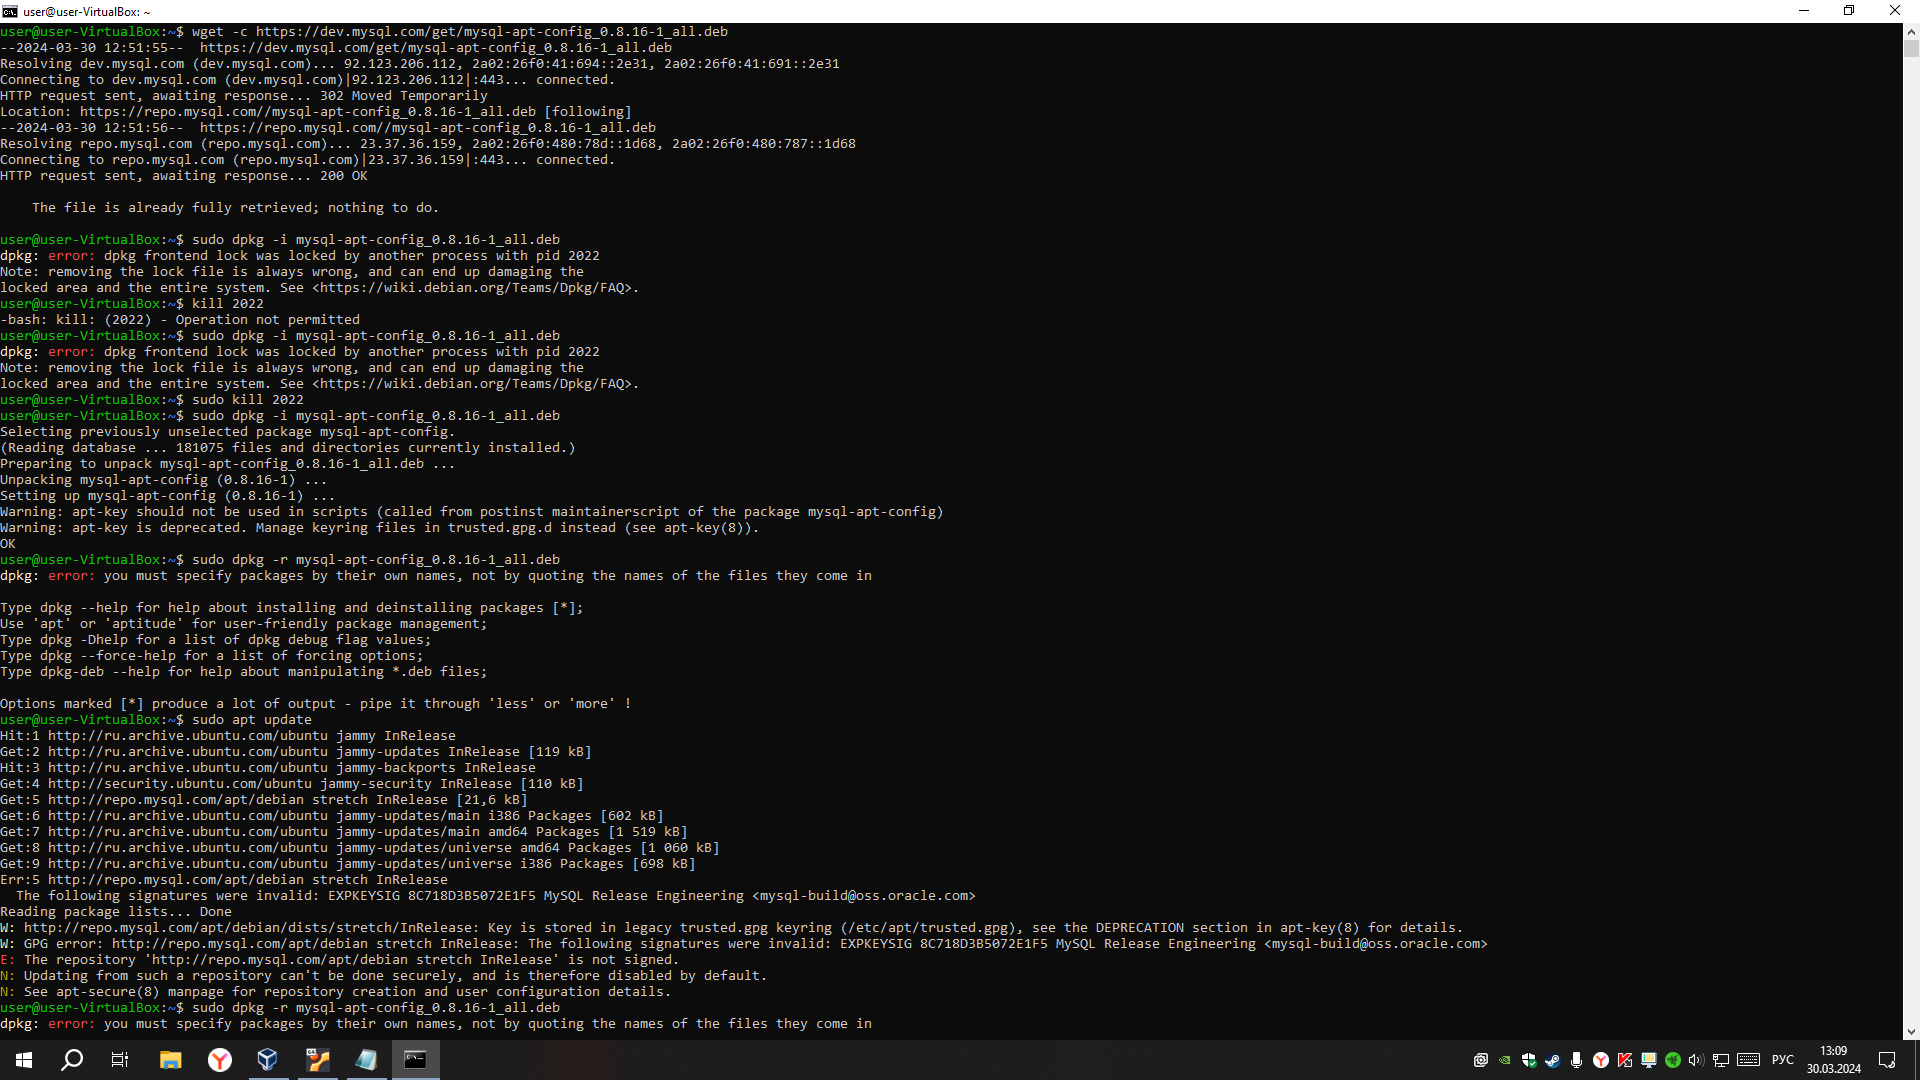 user@user-VirtualBox: ~
user@user-VirtualBox:~$ wget -c https://dev.mysql.com/get/mysql-apt-config_0.8.16-1_all.deb
--2024-03-30 12:51:55--  https://dev.mysql.com/get/mysql-apt-config_0.8.16-1_all.deb
Resolving dev.mysql.com (dev.mysql.com)... 92.123.206.112, 2a02:26f0:41:694::2e31, 2a02:26f0:41:691::2e31
Connecting to dev.mysql.com (dev.mysql.com)|92.123.206.112|:443... connected.
HTTP request sent, awaiting response... 302 Moved Temporarily
Location: https://repo.mysql.com//mysql-apt-config_0.8.16-1_all.deb [following]
--2024-03-30 12:51:56--  https://repo.mysql.com//mysql-apt-config_0.8.16-1_all.deb
Resolving repo.mysql.com (repo.mysql.com)... 23.37.36.159, 2a02:26f0:480:78d::1d68, 2a02:26f0:480:787::1d68
Connecting to repo.mysql.com (repo.mysql.com)|23.37.36.159|:443... connected.
HTTP request sent, awaiting response... 200 OK
The file is already fully retrieved; nothing to do.
user@user-VirtualBox:~$ sudo dpkg -i mysql-apt-config_0.8.16-1_all.deb
dpkg: error: dpkg frontend lock was locked by another process with pid 2022
Note: removing the lock file is always wrong, and can end up damaging the
locked area and the entire system. See <https://wiki.debian.org/Teams/Dpkg/FAQ>.
user@user-VirtualBox:~$ kill 2022
-bash: kill: (2022) - Operation not permitted
user@user-VirtualBox:~$ sudo dpkg -i mysql-apt-config_0.8.16-1_all.deb
dpkg: error: dpkg frontend lock was locked by another process with pid 2022
Note: removing the lock file is always wrong, and can end up damaging the
locked area and the entire system. See <https://wiki.debian.org/Teams/Dpkg/FAQ>.
user@user-VirtualBox:~$ sudo kill 2022
user@user-VirtualBox:~$ sudo dpkg -i mysql-apt-config_0.8.16-1_all.deb
Selecting previously unselected package mysql-apt-config.
(Reading database ... 181075 files and directories currently installed.)
Preparing to unpack mysql-apt-config_0.8.16-1_all.deb ...
Unpacking mysql-apt-config (0.8.16-1) ...
Setting up mysql-apt-config (0.8.16-1) ...
Warning: apt-key should not be used in scripts (called from postinst maintainerscript of the package mysql-apt-config)
Warning: apt-key is deprecated. Manage keyring files in trusted.gpg.d instead (see apt-key(8)).
OK
user@user-VirtualBox:~$ sudo dpkg -r mysql-apt-config_0.8.16-1_all.deb
dpkg: error: you must specify packages by their own names, not by quoting the names of the files they come in
Type dpkg --help for help about installing and deinstalling packages [*];
Use 'apt' or 'aptitude' for user-friendly package management;
Type dpkg -Dhelp for a list of dpkg debug flag values;
Type dpkg --force-help for a list of forcing options;
Type dpkg-deb --help for help about manipulating *.deb files;
Options marked [*] produce a lot of output - pipe it through 'less' or 'more' !
user@user-VirtualBox:~$ sudo apt update
Hit:1 http://ru.archive.ubuntu.com/ubuntu jammy InRelease
Get:2 http://ru.archive.ubuntu.com/ubuntu jammy-updates InRelease [119 kB]
Hit:3 http://ru.archive.ubuntu.com/ubuntu jammy-backports InRelease
Get:4 http://security.ubuntu.com/ubuntu jammy-security InRelease [110 kB]
Get:5 http://repo.mysql.com/apt/debian stretch InRelease [21,6 kB]
Get:6 http://ru.archive.ubuntu.com/ubuntu jammy-updates/main i386 Packages [602 kB]
Get:7 http://ru.archive.ubuntu.com/ubuntu jammy-updates/main amd64 Packages [1 519 kB]
Get:8 http://ru.archive.ubuntu.com/ubuntu jammy-updates/universe amd64 Packages [1 060 kB]
Get:9 http://ru.archive.ubuntu.com/ubuntu jammy-updates/universe i386 Packages [698 kB]
Err:5 http://repo.mysql.com/apt/debian stretch InRelease
The following signatures were invalid: EXPKEYSIG 8C718D3B5072E1F5 MySQL Release Engineering <mysql-build@oss.oracle.com>
Reading package lists... Done
W: http://repo.mysql.com/apt/debian/dists/stretch/InRelease: Key is stored in legacy trusted.gpg keyring (/etc/apt/trusted.gpg), see the DEPRECATION section in apt-key(8) for details.
W: GPG error: http://repo.mysql.com/apt/debian stretch InRelease: The following signatures were invalid: EXPKEYSIG 8C718D3B5072E1F5 MySQL Release Engineering <mysql-build@oss.oracle.com>
E: The repository 'http://repo.mysql.com/apt/debian stretch InRelease' is not signed.
N: Updating from such a repository can't be done securely, and is therefore disabled by default.
N: See apt-secure(8) manpage for repository creation and user configuration details.
user@user-VirtualBox:~$ sudo dpkg -r mysql-apt-config_0.8.16-1_all.deb
dpkg: error: you must specify packages by their own names, not by quoting the names of the files they come in
РУС
13:09
30.03.2024